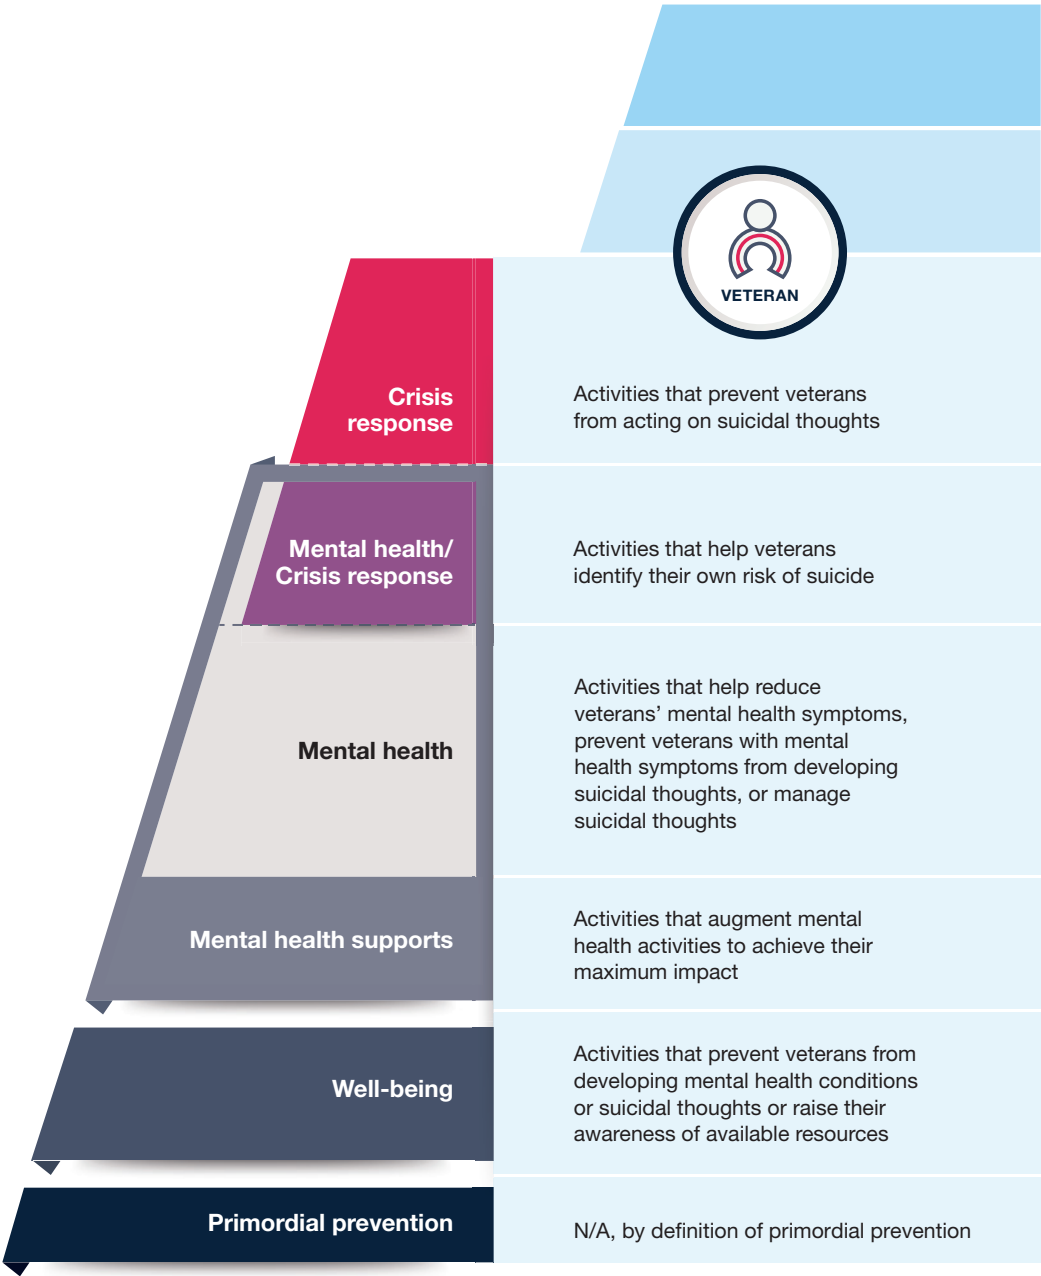 VETERAN
Crisis
response
Activities that prevent veterans
from acting on suicidal thoughts
Mental health/
Crisis response
Activities that help veterans
identify their own risk of suicide
Mental health
Activities that help reduce
veterans’ mental health symptoms,
prevent veterans with mental
health symptoms from developing
suicidal thoughts, or manage
suicidal thoughts
Mental health supports
Activities that augment mental
health activities to achieve their
maximum impact
Well-being
Activities that prevent veterans from
developing mental health conditions
or suicidal thoughts or raise their
awareness of available resources
Primordial prevention
N/A, by definition of primordial prevention